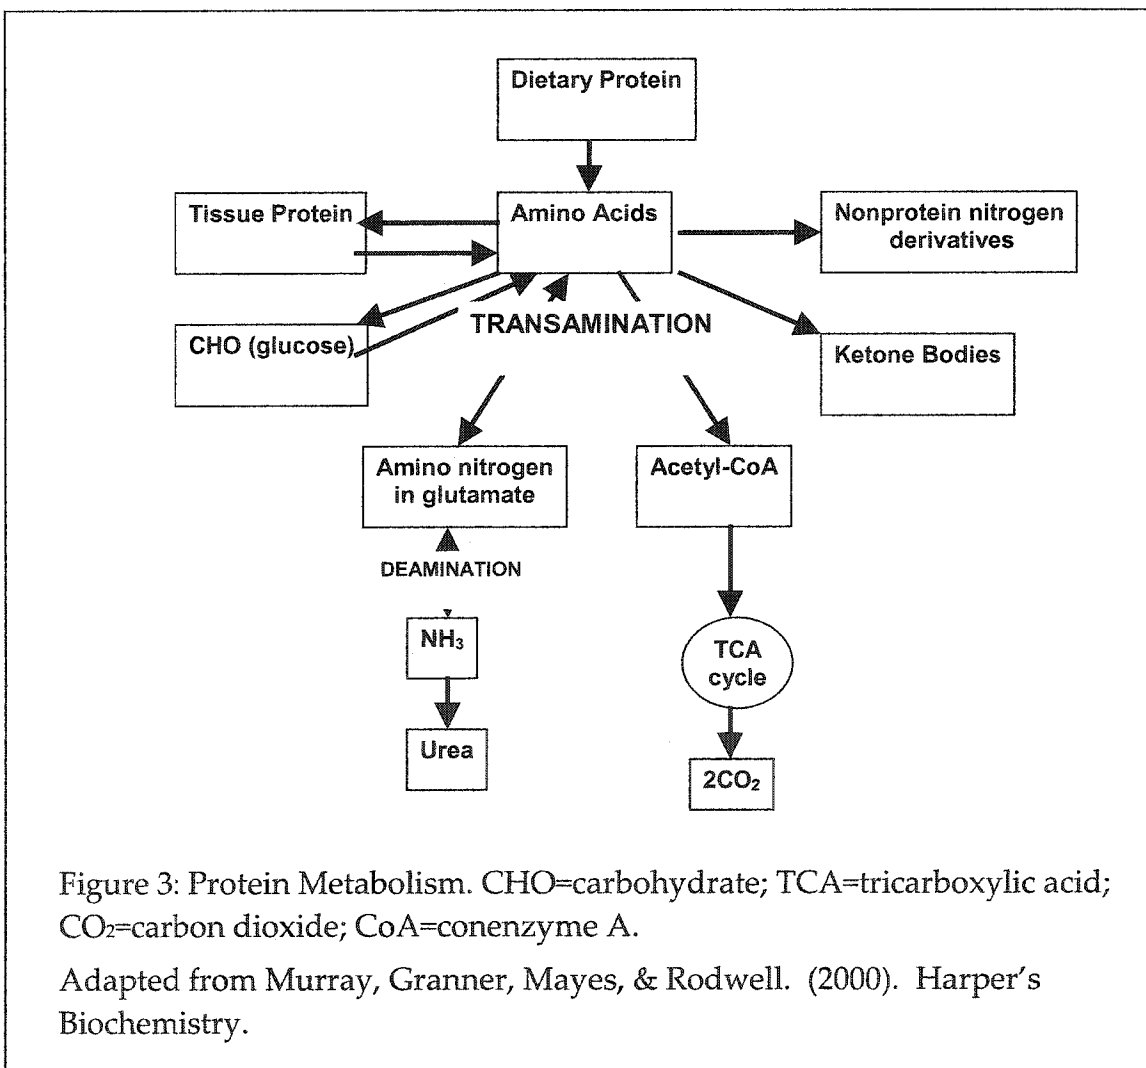 Dietary Protein
Tissue Protein
Amino Acids
Nonprotein nitrogen
derivatives
TRANSAMINATION
CHO (glucose)
Ketone Bodies
Amino nitrogen
in glutamate
Acetyl-CoA
DEAMINATION
NH₃
TCA
cycle
Urea
2CO₂
Figure 3: Protein Metabolism. CHO=carbohydrate; TCA=tricarboxylic acid;
CO₂=carbon dioxide; CoA=conenzyme A.
Adapted from Murray, Granner, Mayes, & Rodwell. (2000). Harper's
Biochemistry.